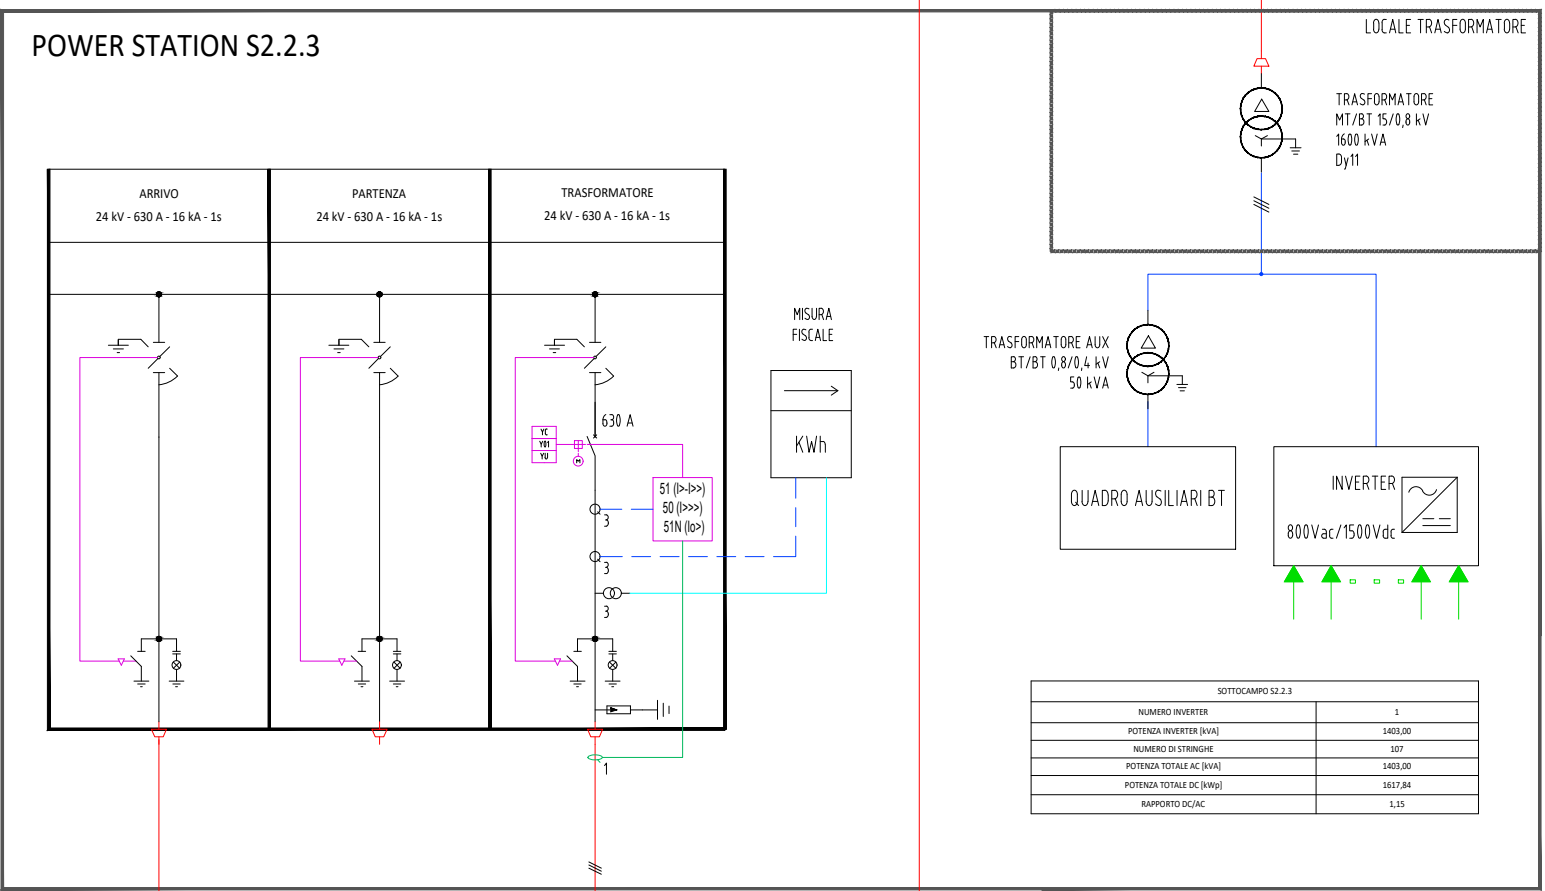 POWER STATION S2.2.3
LOCALE TRASFORMATORE
TRASFORMATORE
MT/BT 15/0,8 kV
1600 kVA
Dy11
ARRIVO
24 kV - 630 A - 16 kA - 1s
PARTENZA
24 kV - 630 A - 16 kA - 1s
TRASFORMATORE
24 kV - 630 A - 16 kA - 1s
MISURA
FISCALE
KWh
630 A
YC
Y01
YU
M
51 (I>-I>>)
50 (I>>>)
51N (Io>)
3
3
3
1
TRASFORMATORE AUX
BT/BT 0,8/0,4 kV
50 kVA
QUADRO AUSILIARI BT
INVERTER
800Vac/1500Vdc
SOTTOCAMPO S2.2.3
NUMERO INVERTER 1
POTENZA INVERTER [kVA] 1403,00
NUMERO DI STRINGHE 107
POTENZA TOTALE AC [kVA] 1403,00
POTENZA TOTALE DC [kWp] 1617,84
RAPPORTO DC/AC 1,15